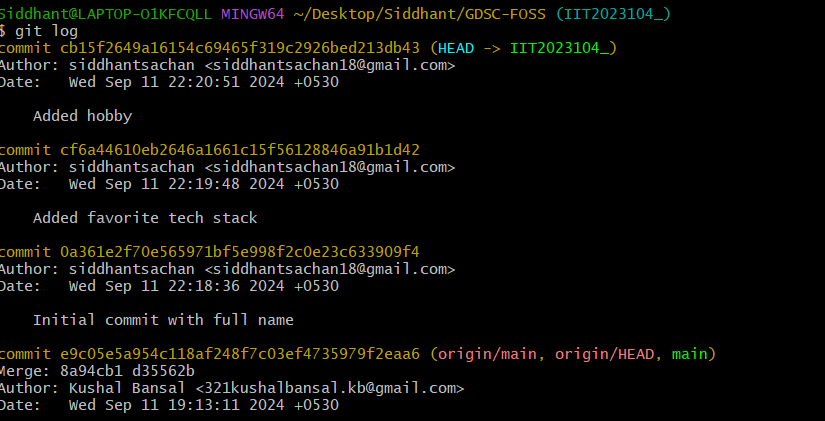 Siddhant@LAPTOP-O1KFCQLL MINGW64 ~/Desktop/Siddhant/GDSC-FOSS (IIT2023104_)
$ git log
commit cb15f2649a16154c69465f319c2926bed213db43 (HEAD -> IIT2023104_)
Author: siddhantsachan <siddhantsachan18@gmail.com>
Date:   Wed Sep 11 22:20:51 2024 +0530
Added hobby
commit cf6a44610eb2646a1661c15f56128846a91b1d42
Author: siddhantsachan <siddhantsachan18@gmail.com>
Date:   Wed Sep 11 22:19:48 2024 +0530
Added favorite tech stack
commit 0a361e2f70e565971bf5e998f2c0e23c633909f4
Author: siddhantsachan <siddhantsachan18@gmail.com>
Date:   Wed Sep 11 22:18:36 2024 +0530
Initial commit with full name
commit e9c05e5a954c118af248f7c03ef4735979f2eaa6 (origin/main, origin/HEAD, main)
Merge: 8a94cb1 d35562b
Author: Kushal Bansal <321kushalbansal.kb@gmail.com>
Date:   Wed Sep 11 19:13:11 2024 +0530